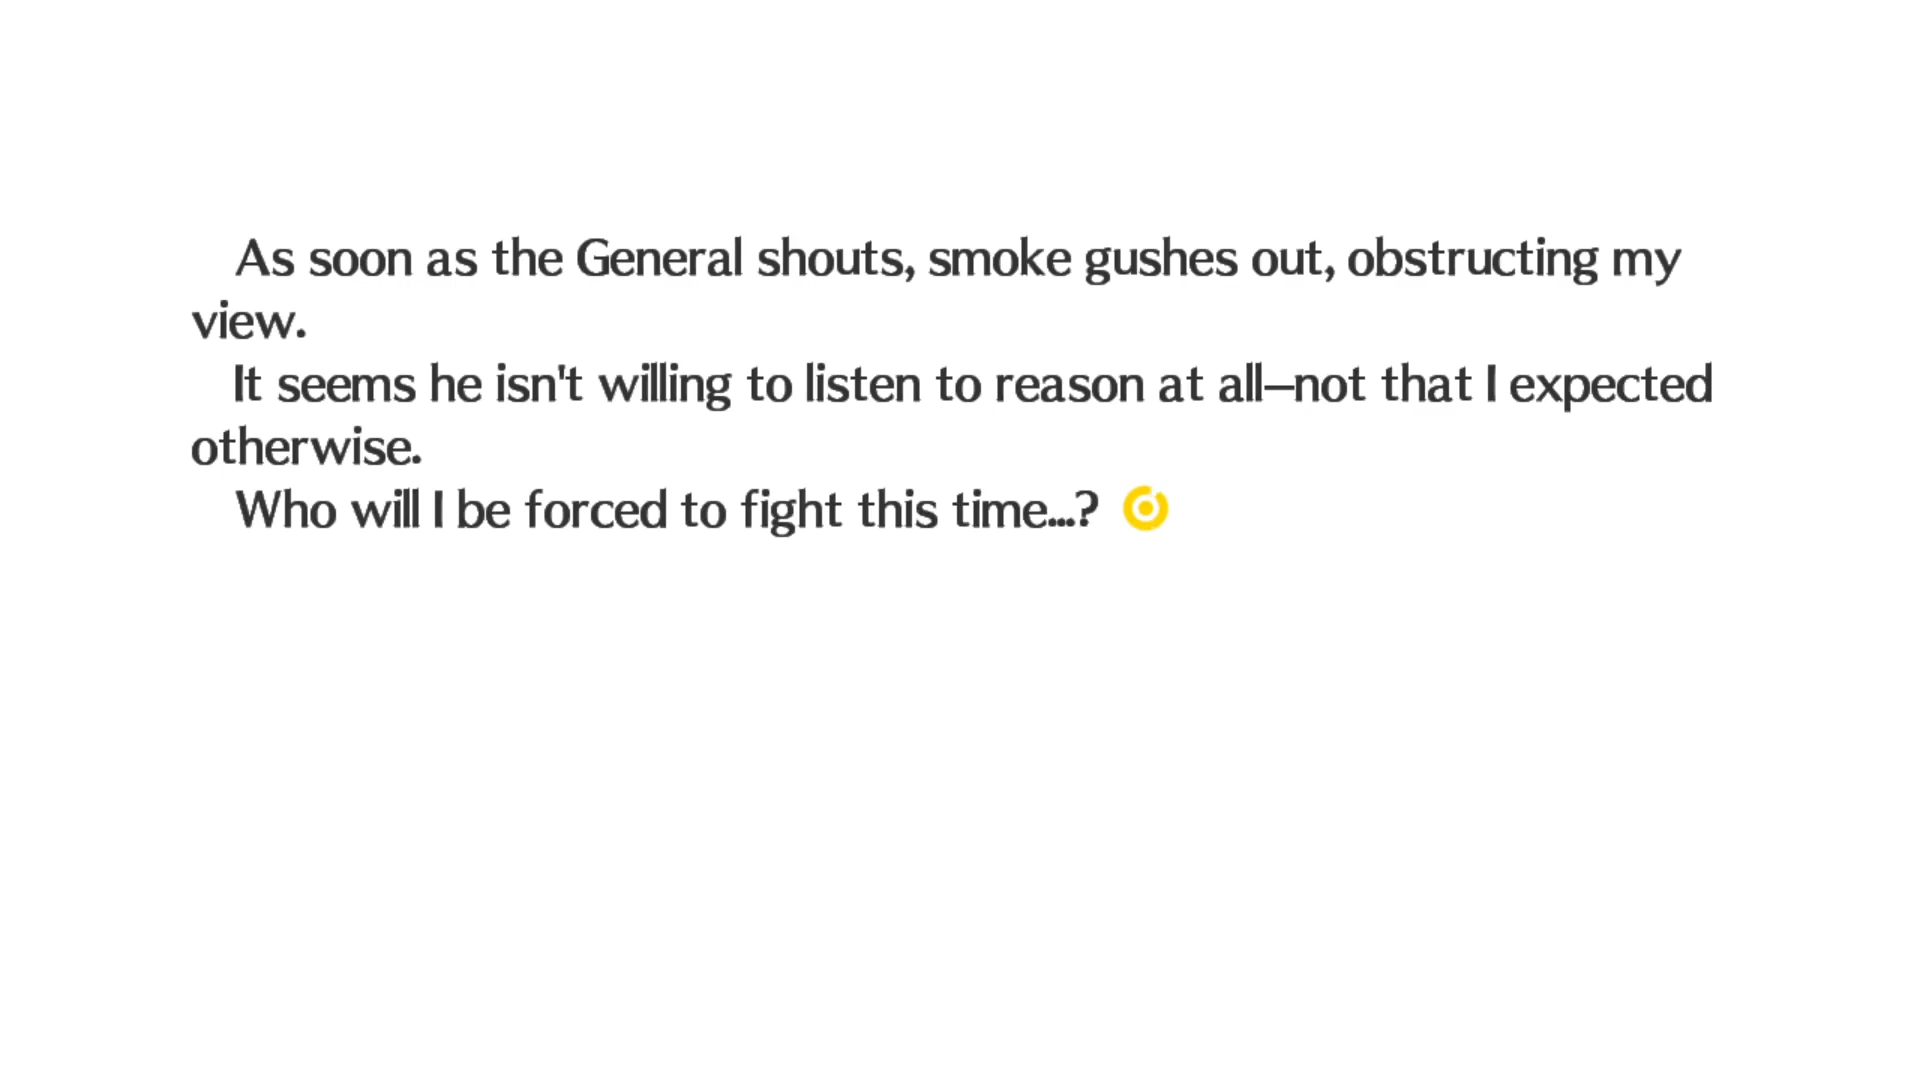 As soon as the General shouts, smoke gushes out, obstructing my
view.
It seems he isn't willing to listen to reason at all—not that I expected
otherwise.
Who will I be forced to fight this time...?